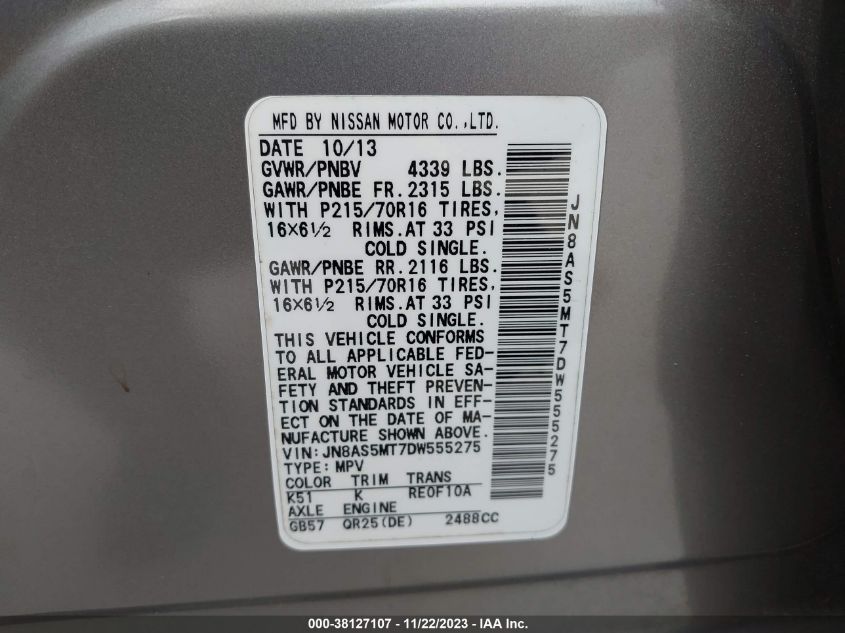 MFD BY NISSAN MOTOR CO.,LTD.
DATE 10/13
GVWR/PNBV 4339 LBS.
GAWR/PNBE FR.2315 LBS.
WITH P215/70R16 TIRES,
16X6½ RIMS.AT 33 PSI
COLD SINGLE.
GAWR/PNBE RR.2116 LBS.
WITH P215/70R16 TIRES,
16X6½ RIMS.AT 33 PSI
COLD SINGLE.
THIS VEHICLE CONFORMS
TO ALL APPLICABLE FED-
ERAL MOTOR VEHICLE SA-
FETY AND THEFT PREVEN-
TION STANDARDS IN EFF-
ECT ON THE DATE OF MA-
NUFACTURE SHOWN ABOVE.
VIN:JN8AS5MT7DW555275
TYPE:MPV
COLOR TRIM TRANS
K51 K RE0F10A
AXLE ENGINE
GB57 QR25(DE) 2488CC
JN8AS5MT7DW555275
000-38127107 - 11/22/2023 - IAA Inc.